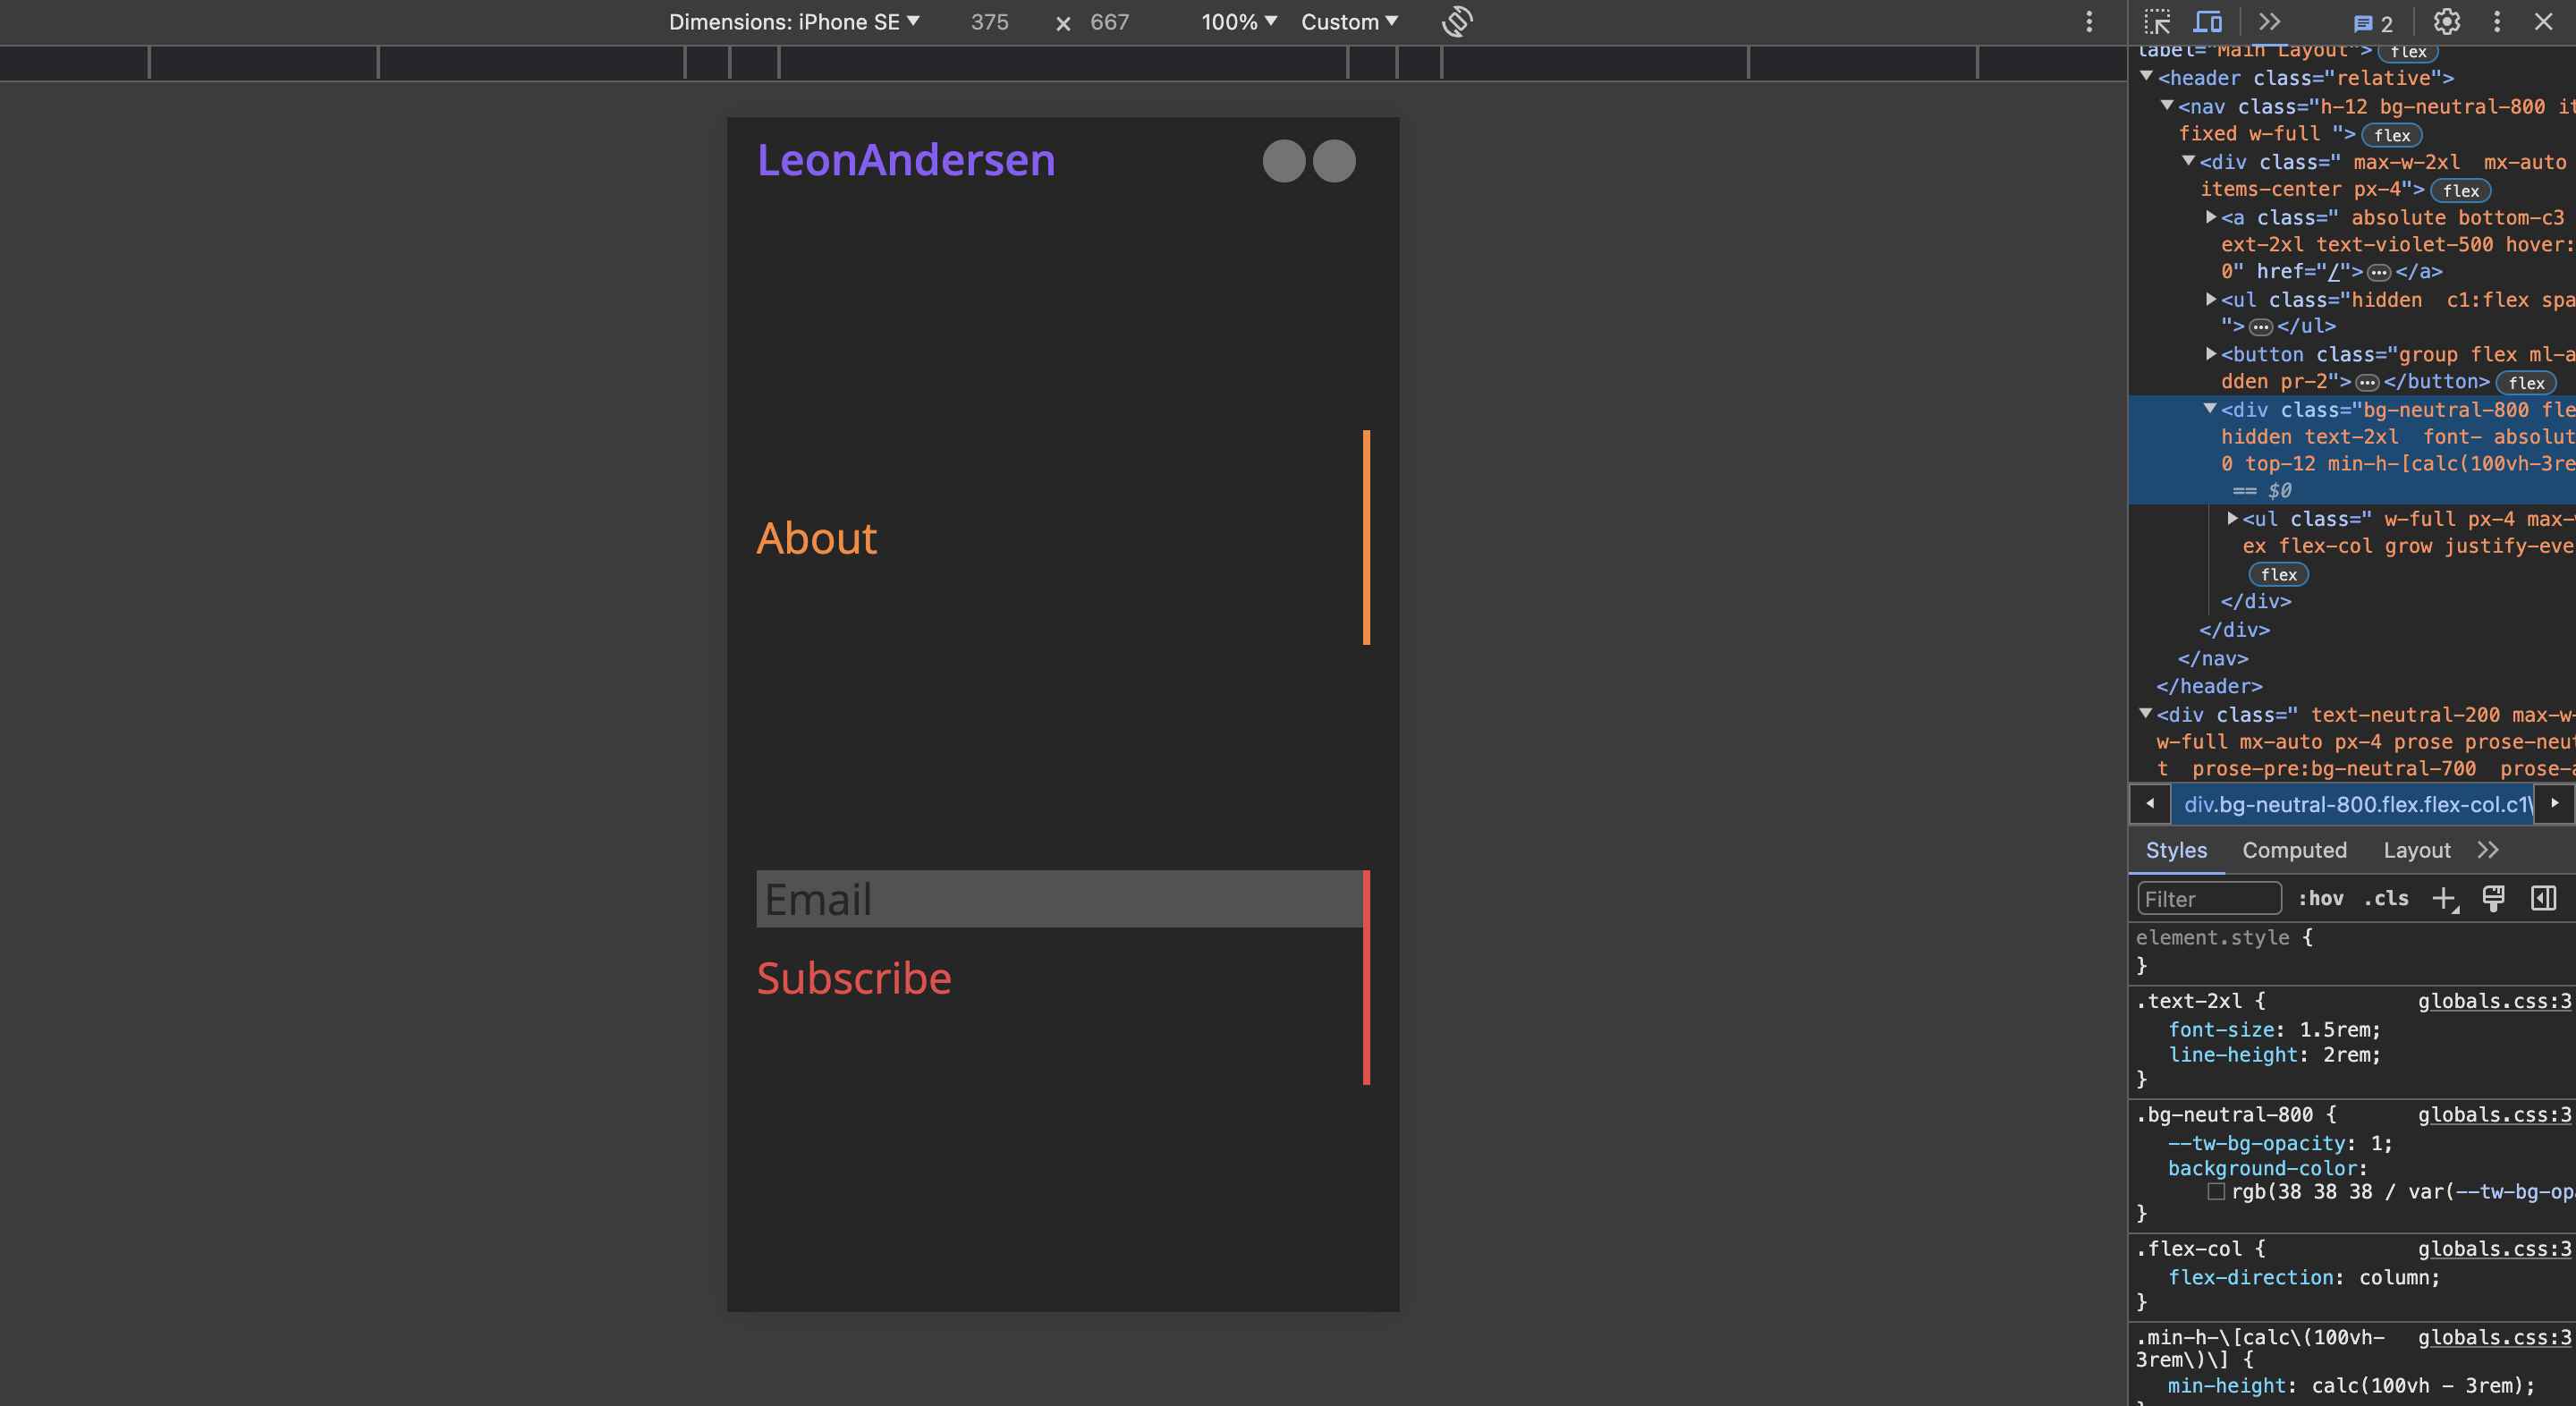 Dimensions: iPhone SE 375 × 667 100% Custom
2
label="Main Layout"> flex
<header class="relative">
<nav class="h-12 bg-neutral-800 it
fixed w-full "> flex
<div class=" max-w-2xl mx-auto
items-center px-4"> flex
<a class=" absolute bottom-c3
ext-2xl text-violet-500 hover:
0" href="/">…</a>
<ul class="hidden c1:flex spa
">…</ul>
<button class="group flex ml-a
dden pr-2">…</button> flex
<div class="bg-neutral-800 fle
hidden text-2xl font- absolut
0 top-12 min-h-[calc(100vh-3re
== $0
<ul class=" w-full px-4 max-w
ex flex-col grow justify-eve
flex
</div>
</div>
</nav>
</header>
<div class=" text-neutral-200 max-w-
w-full mx-auto px-4 prose prose-neut
t prose-pre:bg-neutral-700 prose-a
div.bg-neutral-800.flex.flex-col.c1\
Styles Computed Layout
Filter :hov .cls
element.style {
}
.text-2xl { globals.css:3
font-size: 1.5rem;
line-height: 2rem;
}
.bg-neutral-800 { globals.css:3
--tw-bg-opacity: 1;
background-color:
rgb(38 38 38 / var(--tw-bg-op
}
.flex-col { globals.css:3
flex-direction: column;
}
.min-h-\[calc\(100vh- globals.css:3
3rem\)\] {
min-height: calc(100vh - 3rem);
LeonAndersen
About
Email
Subscribe